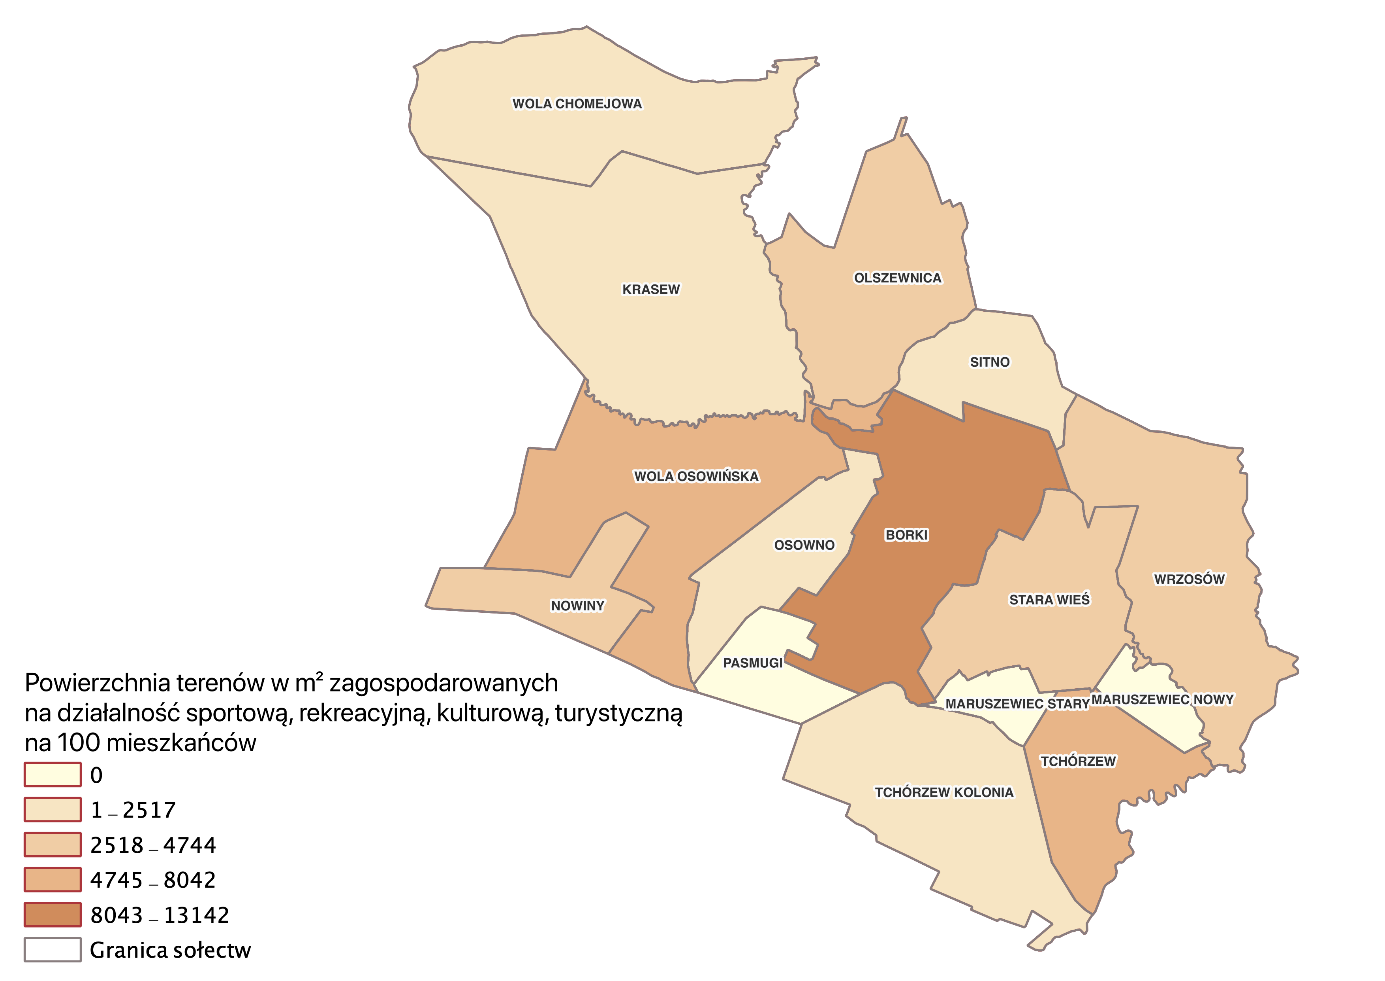 WOLA CHOMEJOWA
OLSZEWNICA
KRASEW
SITNO
WOLA OSOWIŃSKA
BORKI
OSOWNO
WRZOSÓW
STARA WIEŚ
NOWINY
PASMUGI
MARUSZEWIEC STARY
MARUSZEWIEC NOWY
TCHÓRZEW
TCHÓRZEW KOLONIA
Powierzchnia terenów w m² zagospodarowanych
na działalność sportową, rekreacyjną, kulturową, turystyczną
na 100 mieszkańców
0
1 – 2517
2518 – 4744
4745 – 8042
8043 – 13142
Granica sołectw